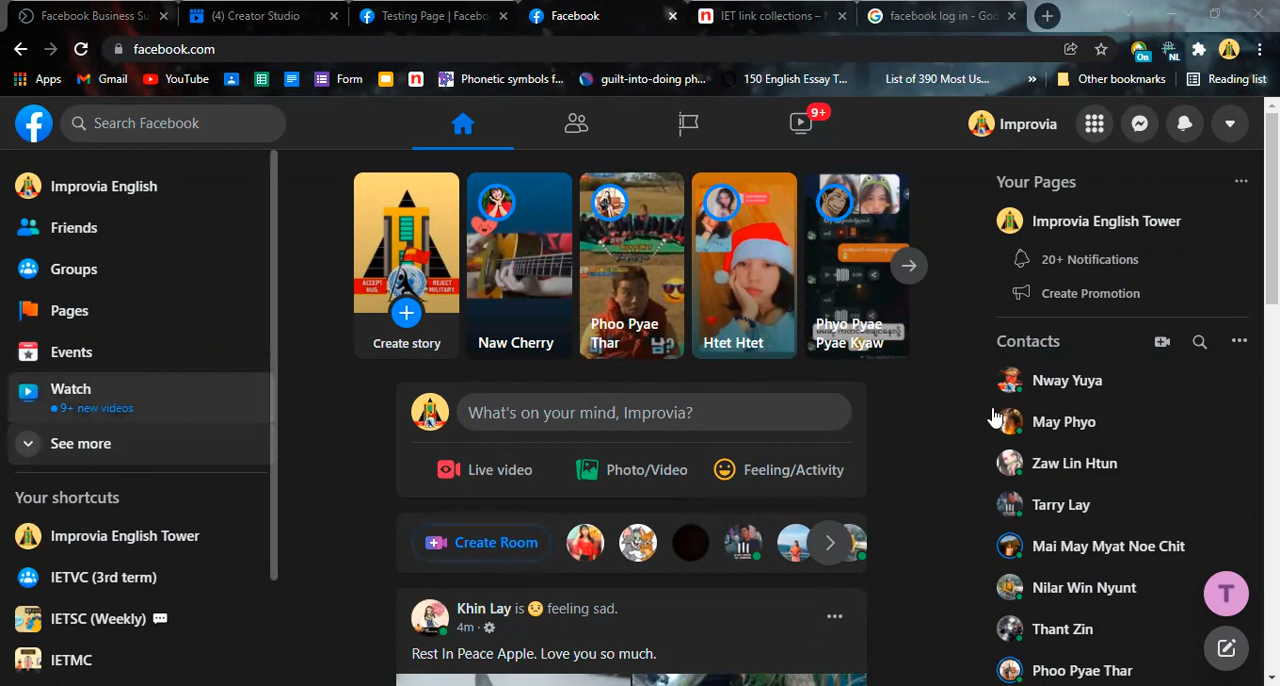 Facebook Business Su
(4) Creator Studio
Testing Page | Facebo
Facebook
IET link collections – N
facebook log in - Goo
facebook.com
On
NL
Apps
Gmail
YouTube
Form
Phonetic symbols f...
guilt-into-doing ph...
150 English Essay T...
List of 390 Most Us...
»
Other bookmarks
Reading list
Search Facebook
9+
Improvia
Improvia English
Friends
Groups
Pages
Events
Watch
9+ new videos
See more
Your shortcuts
Improvia English Tower
IETVC (3rd term)
IETSC (Weekly)
IETMC
ACCEPT
NUG.
REJECT
MILITARY.
Create story
Naw Cherry
Phoo Pyae
Thar
Htet Htet
Phyo Pyae
Pyae Kyaw
What's on your mind, Improvia?
Live video
Photo/Video
Feeling/Activity
Create Room
Khin Lay is 😟 feeling sad.
4m
Rest In Peace Apple. Love you so much.
Your Pages
Improvia English Tower
20+ Notifications
Create Promotion
Contacts
Nway Yuya
May Phyo
Zaw Lin Htun
Tarry Lay
Mai May Myat Noe Chit
Nilar Win Nyunt
Thant Zin
Phoo Pyae Thar
T